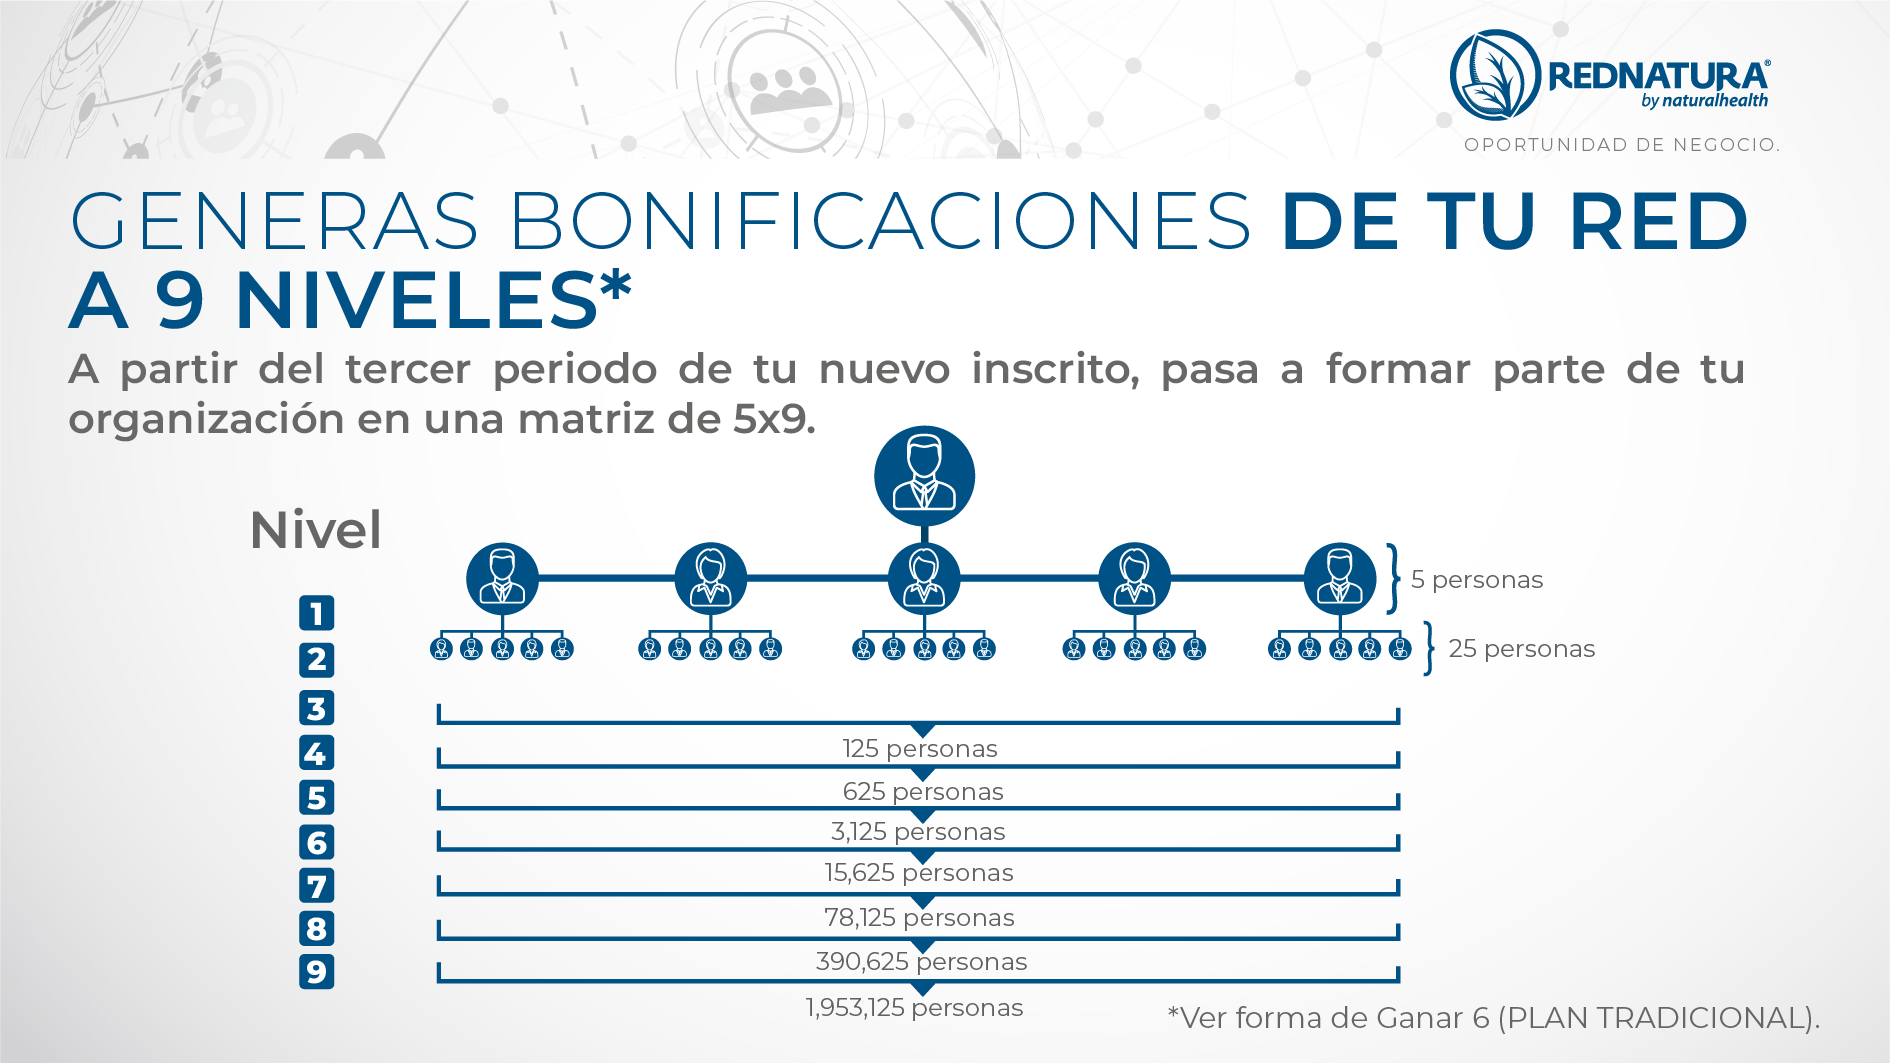 REDNATURA®
by naturalhealth
OPORTUNIDAD DE NEGOCIO.
GENERAS BONIFICACIONES DE TU RED
A 9 NIVELES*
A partir del tercer periodo de tu nuevo inscrito, pasa a formar parte de tu
organización en una matriz de 5x9.
Nivel
5 personas
1
25 personas
2
3
125 personas
4
625 personas
5
3,125 personas
6
15,625 personas
7
78,125 personas
8
390,625 personas
9
1,953,125 personas
*Ver forma de Ganar 6 (PLAN TRADICIONAL).